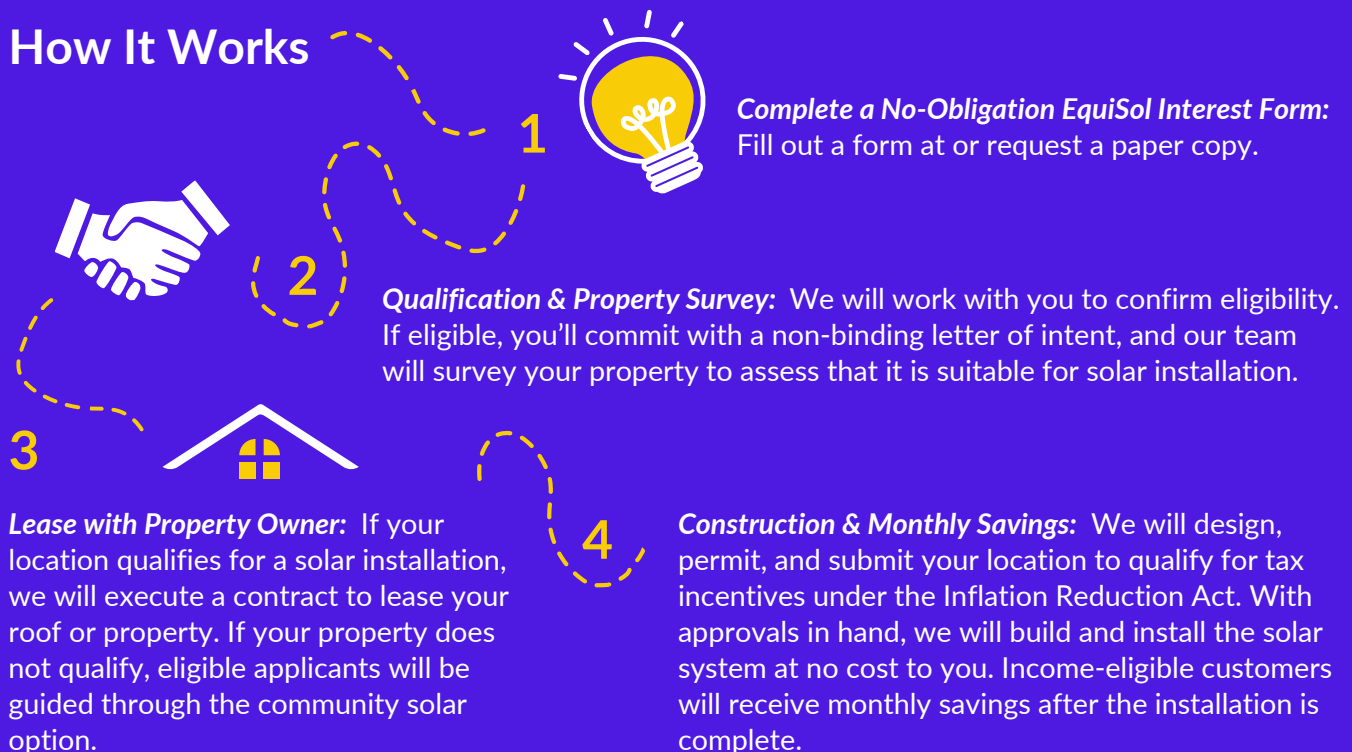 How It Works
1
Complete a No-Obligation EquiSol Interest Form:
Fill out a form at or request a paper copy.
2
Qualification & Property Survey: We will work with you to confirm eligibility.
If eligible, you'll commit with a non-binding letter of intent, and our team
will survey your property to assess that it is suitable for solar installation.
3
Lease with Property Owner: If your
location qualifies for a solar installation,
we will execute a contract to lease your
roof or property. If your property does
not qualify, eligible applicants will be
guided through the community solar
option.
4
Construction & Monthly Savings: We will design,
permit, and submit your location to qualify for tax
incentives under the Inflation Reduction Act. With
approvals in hand, we will build and install the solar
system at no cost to you. Income-eligible customers
will receive monthly savings after the installation is
complete.